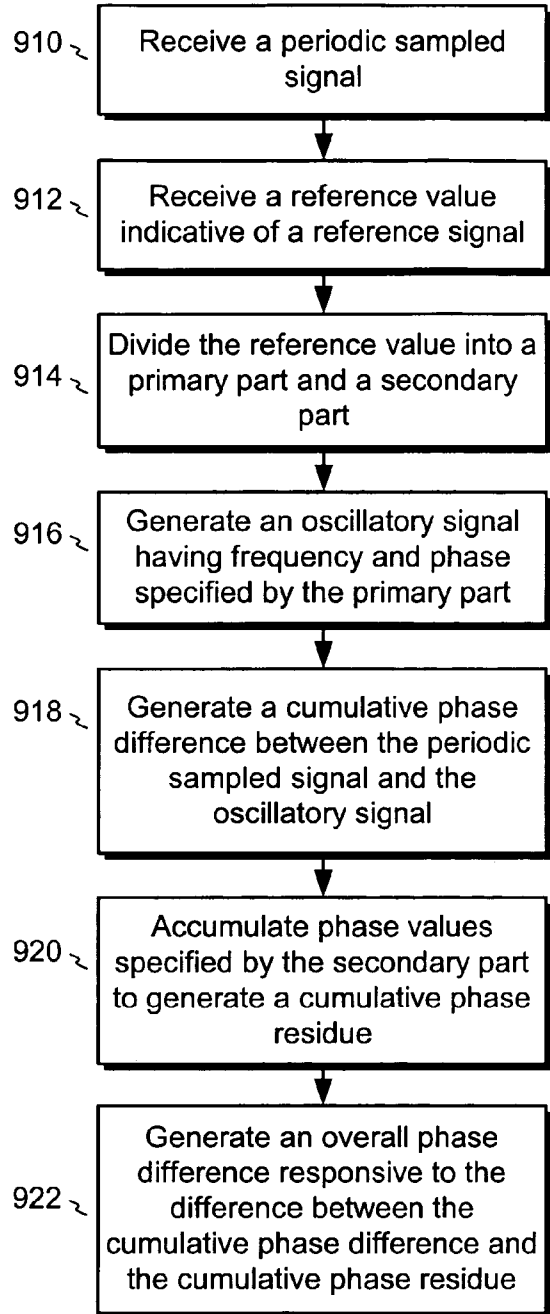 910
Receive a periodic sampled
signal
912
Receive a reference value
indicative of a reference signal
914
Divide the reference value into a
primary part and a secondary
part
916
Generate an oscillatory signal
having frequency and phase
specified by the primary part
918
Generate a cumulative phase
difference between the periodic
sampled signal and the
oscillatory signal
920
Accumulate phase values
specified by the secondary part
to generate a cumulative phase
residue
922
Generate an overall phase
difference responsive to the
difference between the
cumulative phase difference and
the cumulative phase residue